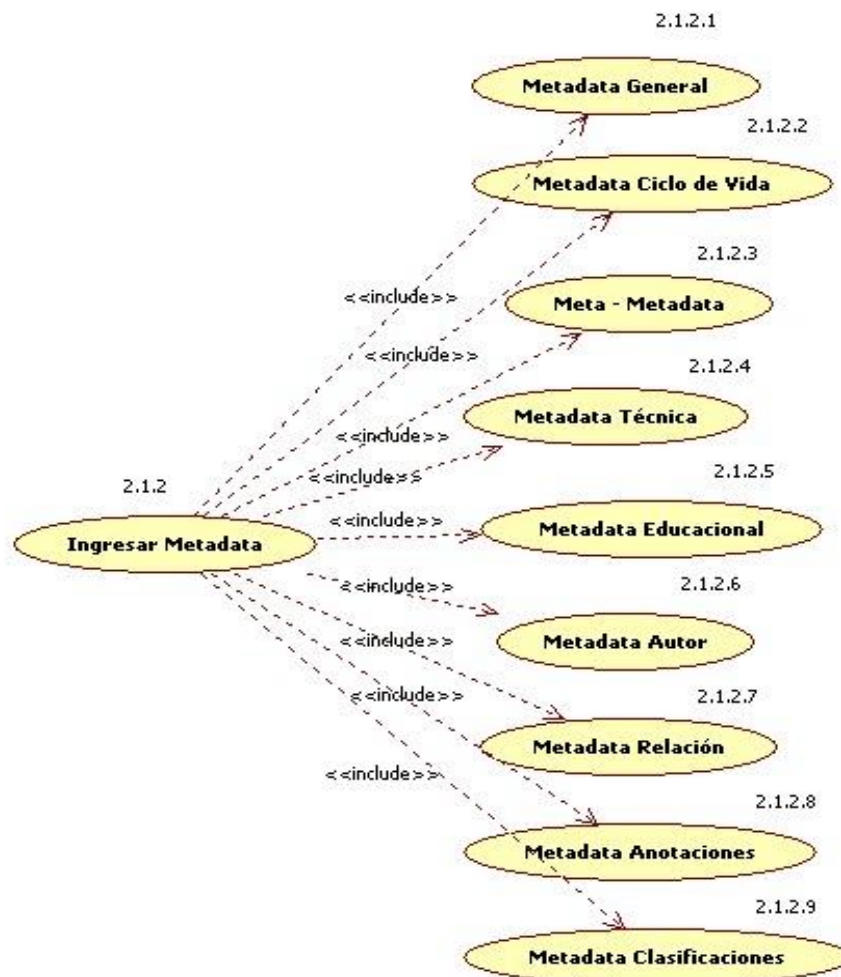 2.1.2.1
Metadata General
2.1.2.2
Metadata Ciclo de Vida
2.1.2.3
<<include>>
Meta - Metadata
<<include>>
2.1.2.4
Metadata Técnica
<<include>>
2.1.2.5
<<include>>
2.1.2
<<include>>
Metadata Educacional
Ingresar Metadata
2.1.2.6
<<include>>
Metadata Autor
<<include>>
2.1.2.7
<<include>>
Metadata Relación
<<include>>
2.1.2.8
Metadata Anotaciones
2.1.2.9
Metadata Clasificaciones